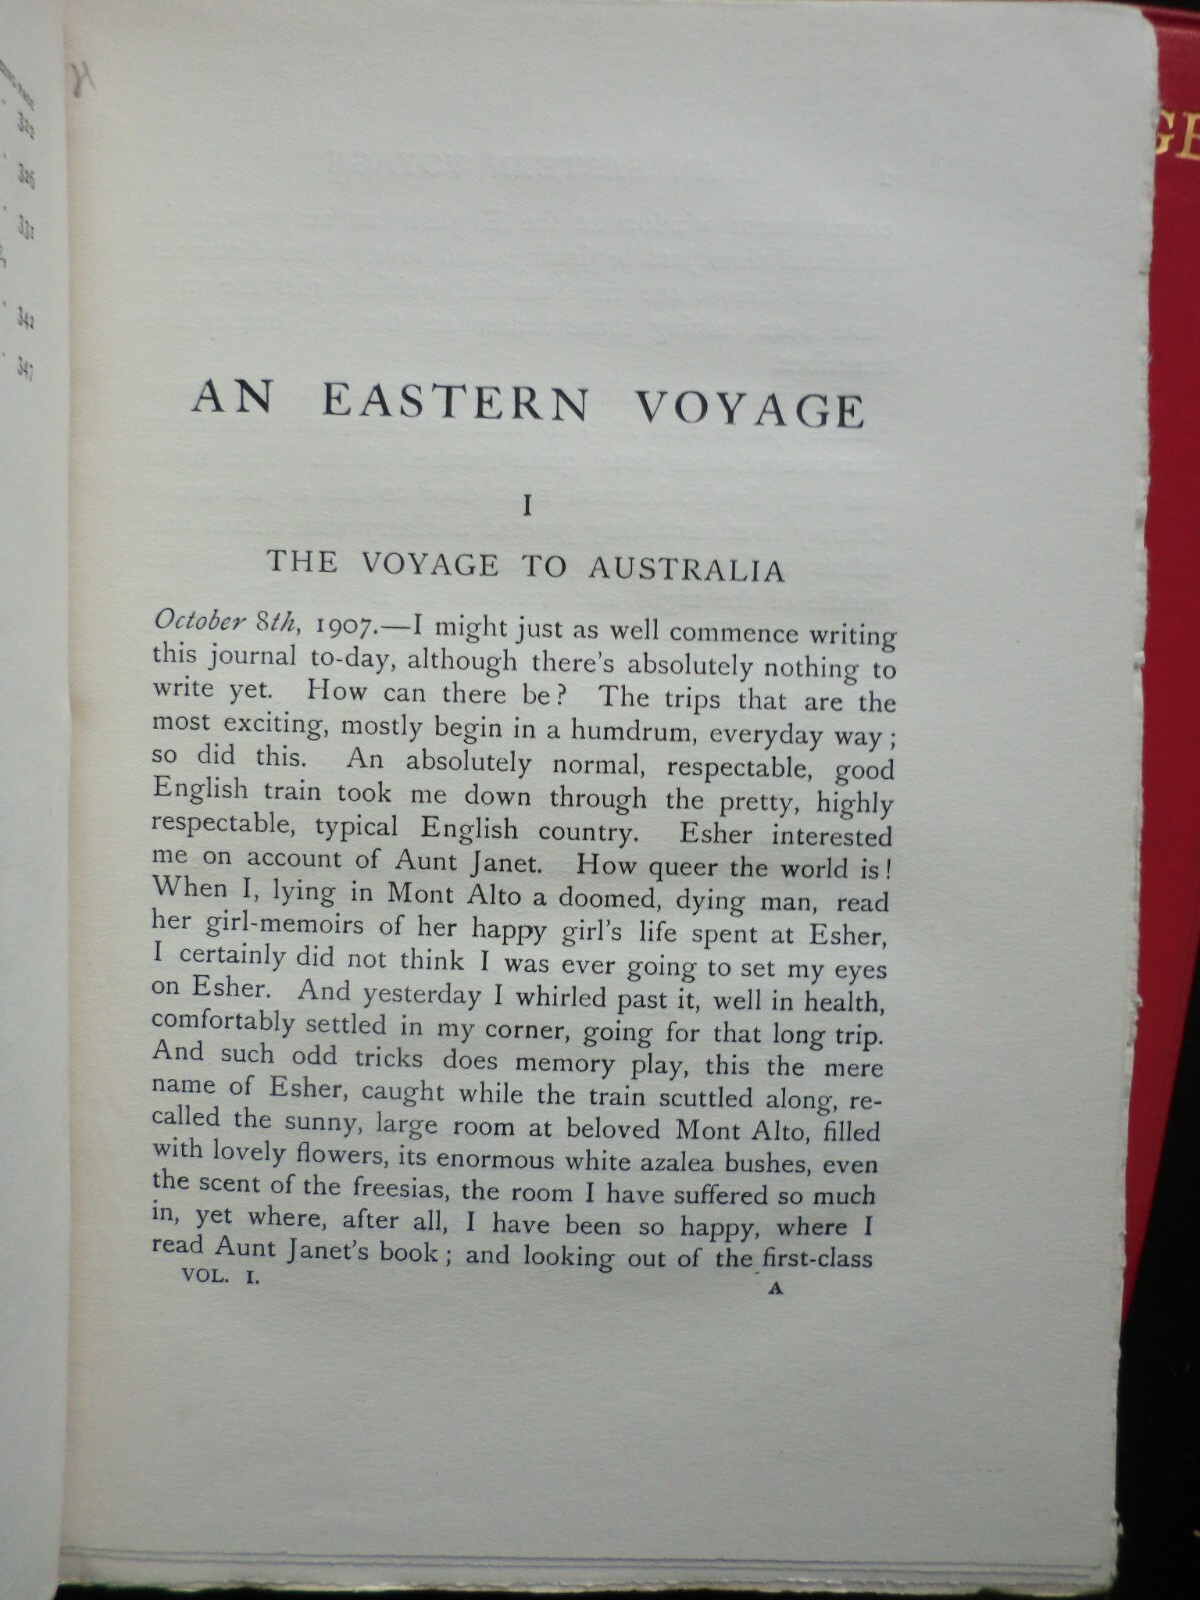 322
326
331
342
347
GE
AN EASTERN VOYAGE
I
THE VOYAGE TO AUSTRALIA
October 8th, 1907.—I might just as well commence writing
this journal to-day, although there's absolutely nothing to
write yet. How can there be? The trips that are the
most exciting, mostly begin in a humdrum, everyday way;
so did this. An absolutely normal, respectable, good
English train took me down through the pretty, highly
respectable, typical English country. Esher interested
me on account of Aunt Janet. How queer the world is!
When I, lying in Mont Alto a doomed, dying man, read
her girl-memoirs of her happy girl's life spent at Esher,
I certainly did not think I was ever going to set my eyes
on Esher. And yesterday I whirled past it, well in health,
comfortably settled in my corner, going for that long trip.
And such odd tricks does memory play, this the mere
name of Esher, caught while the train scuttled along, re-
called the sunny, large room at beloved Mont Alto, filled
with lovely flowers, its enormous white azalea bushes, even
the scent of the freesias, the room I have suffered so much
in, yet where, after all, I have been so happy, where I
read Aunt Janet's book; and looking out of the first-class
VOL. I. A